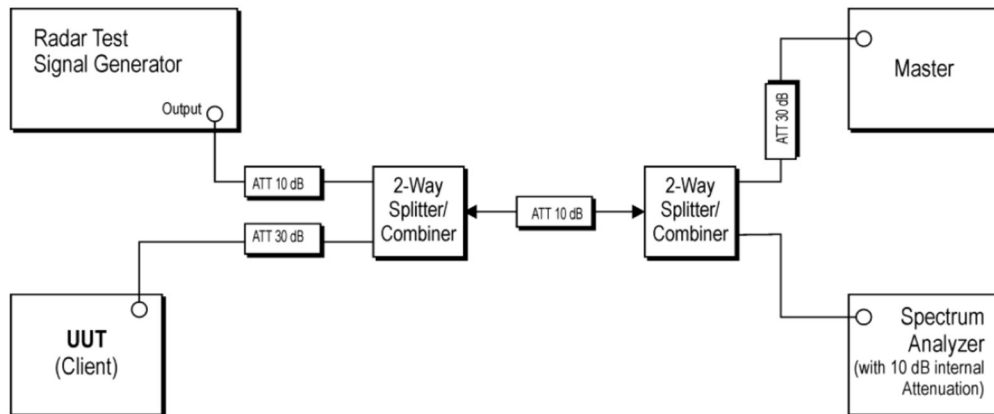 Radar Test
Signal Generator
Output
Master
ATT 30 dB
ATT 10 dB
2-Way
Splitter/
Combiner
ATT 10 dB
2-Way
Splitter/
Combiner
ATT 30 dB
UUT
(Client)
Spectrum
Analyzer
(with 10 dB internal
Attenuation)